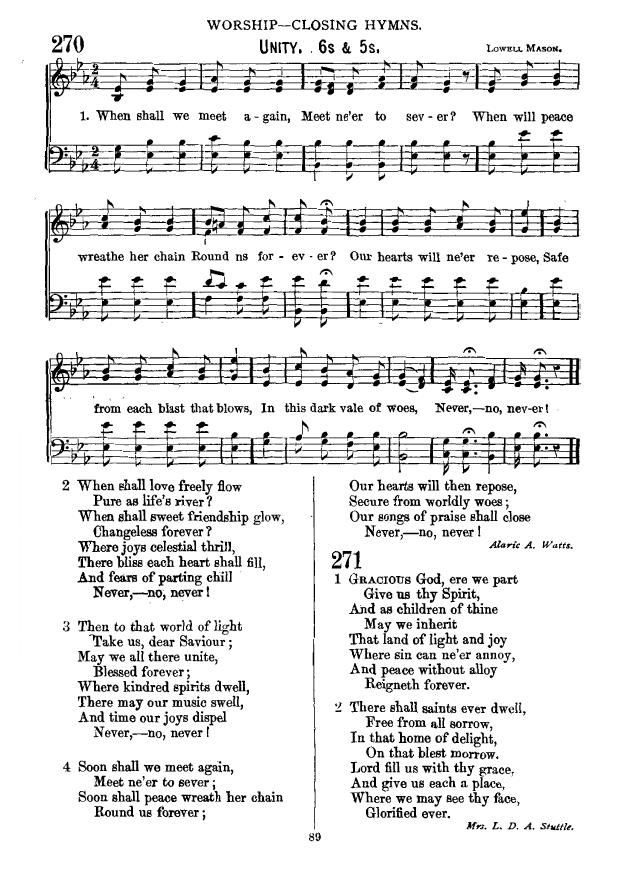 WORSHIP—CLOSING HYMNS.
270
UNITY. 6s & 5s.
LOWELL MASON.
1. When shall we meet a - gain, Meet ne'er to sev - er? When will peace
wreathe her chain Round ns for - ev - er? Our hearts will ne'er re - pose, Safe
from each blast that blows, In this dark vale of woes, Never,—no, nev-er!
2 When shall love freely flow
Pure as life's river?
When shall sweet friendship glow,
Changeless forever?
Where joys celestial thrill,
There bliss each heart shall fill,
And fears of parting chill
Never,—no, never!
3 Then to that world of light
Take us, dear Saviour;
May we all there unite,
Blessed forever;
Where kindred spirits dwell,
There may our music swell,
And time our joys dispel
Never,—no, never!
4 Soon shall we meet again,
Meet ne'er to sever;
Soon shall peace wreath her chain
Round us forever;
Our hearts will then repose,
Secure from worldly woes;
Our songs of praise shall close
Never,—no, never!
Alaric A. Watts.
271
1 GRACIOUS God, ere we part
Give us thy Spirit,
And as children of thine
May we inherit
That land of light and joy
Where sin can ne'er annoy,
And peace without alloy
Reigneth forever.
2 There shall saints ever dwell,
Free from all sorrow,
In that home of delight,
On that blest morrow.
Lord fill us with thy grace,
And give us each a place,
Where we may see thy face,
Glorified ever.
Mrs. L. D. A. Stuttle.
89